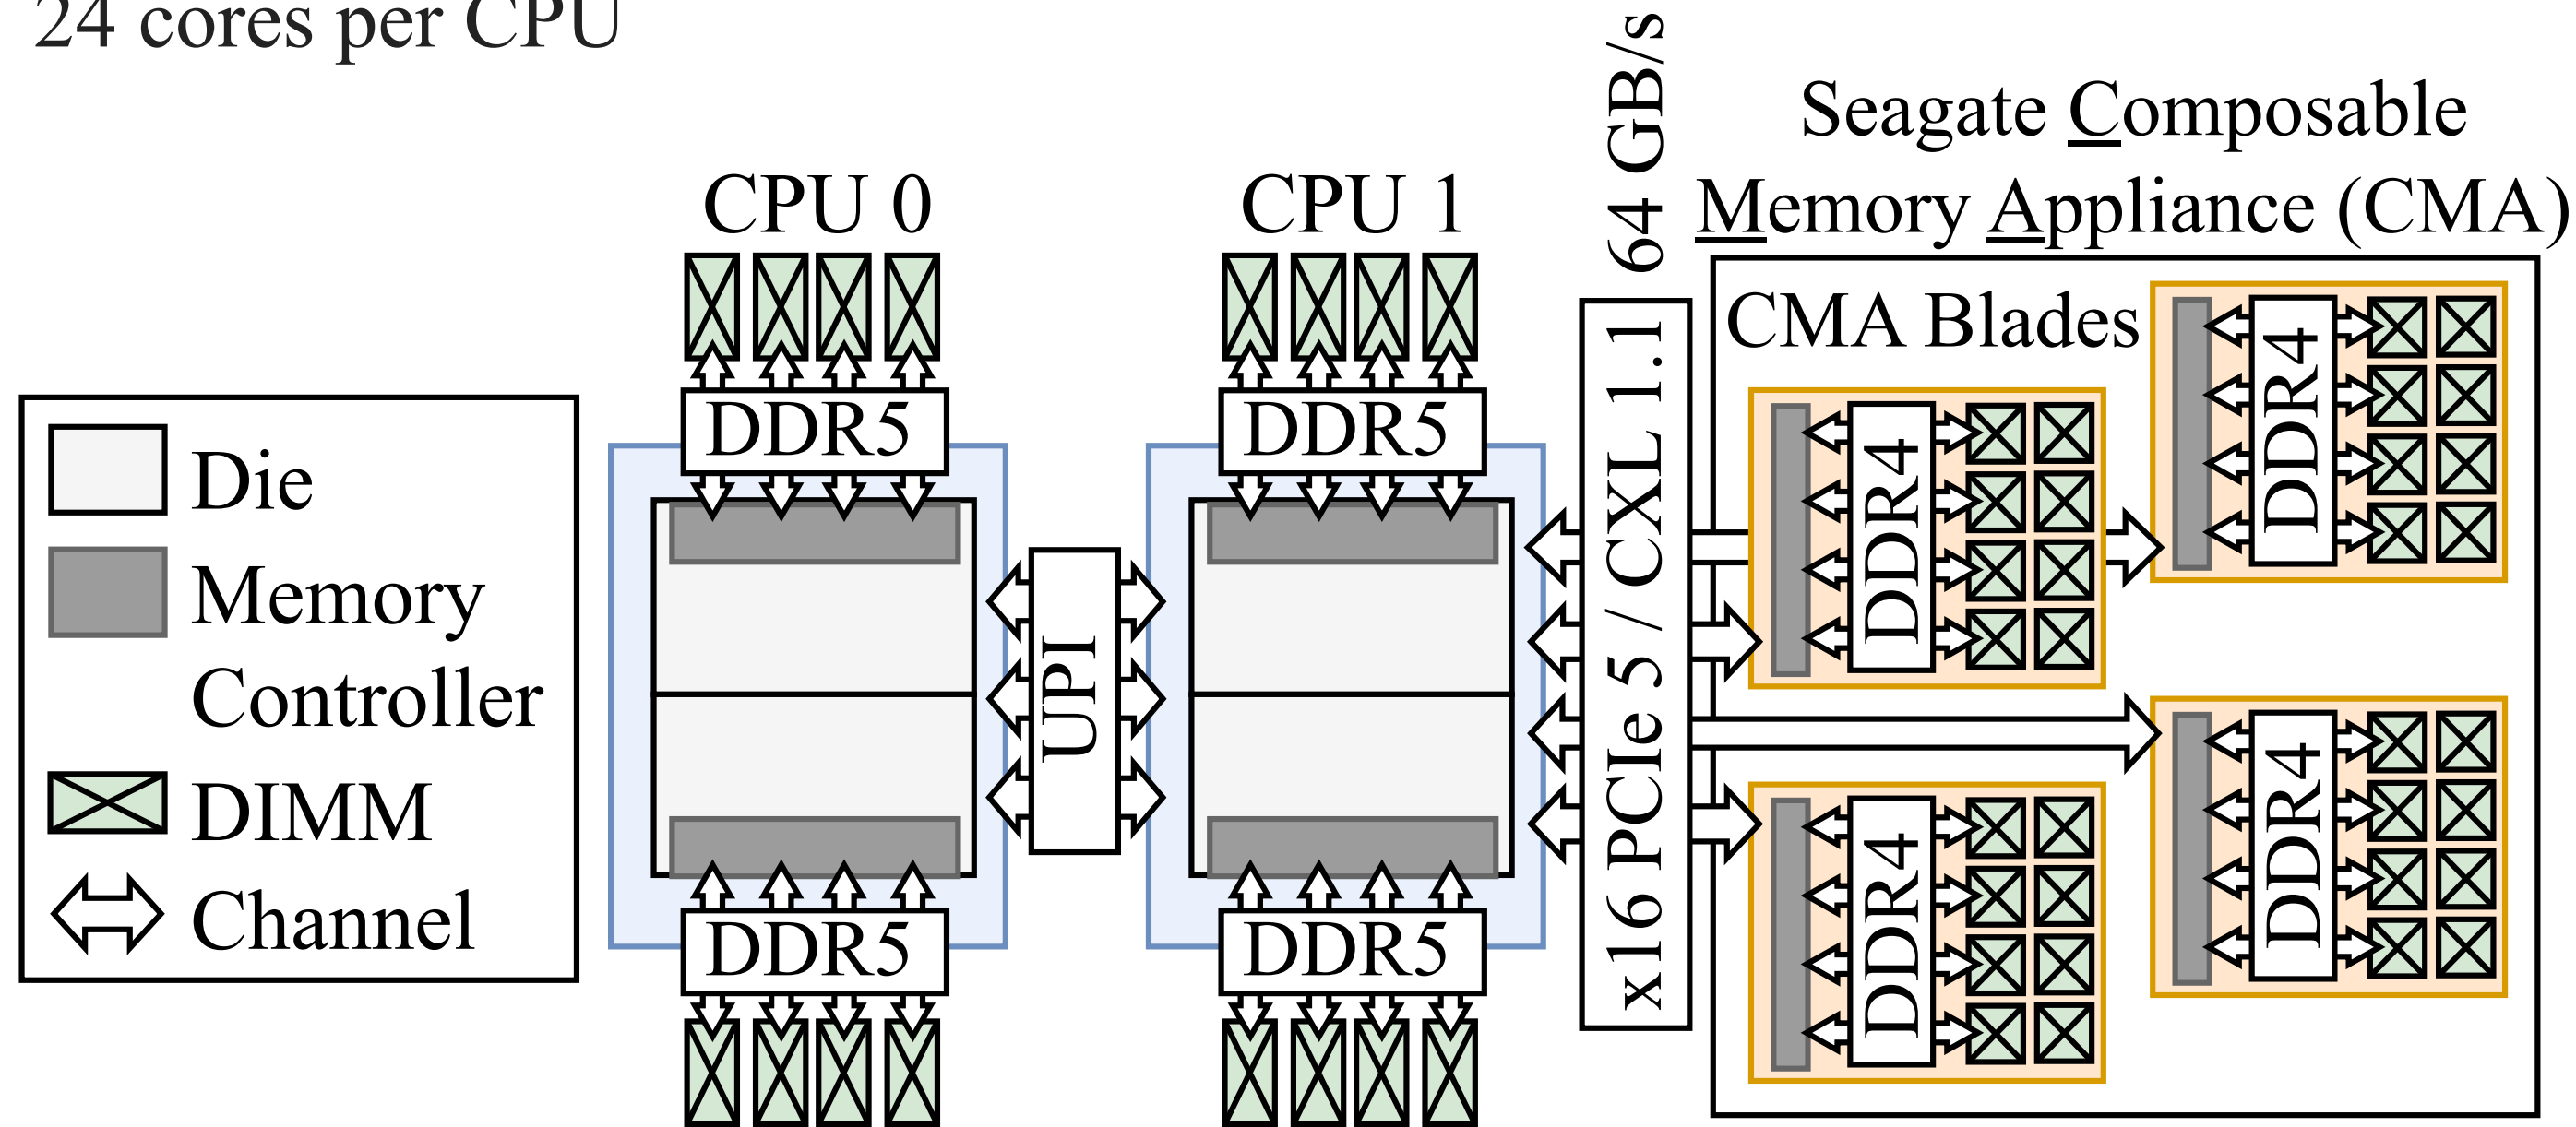 24 cores per CPU
Die
Memory
Controller
DIMM
Channel
CPU 0
DDR5
DDR5
UPI
CPU 1
DDR5
DDR5
x16 PCIe 5 / CXL 1.1
64 GB/s
Seagate Composable
Memory Appliance (CMA)
CMA Blades
DDR4
DDR4
DDR4
DDR4